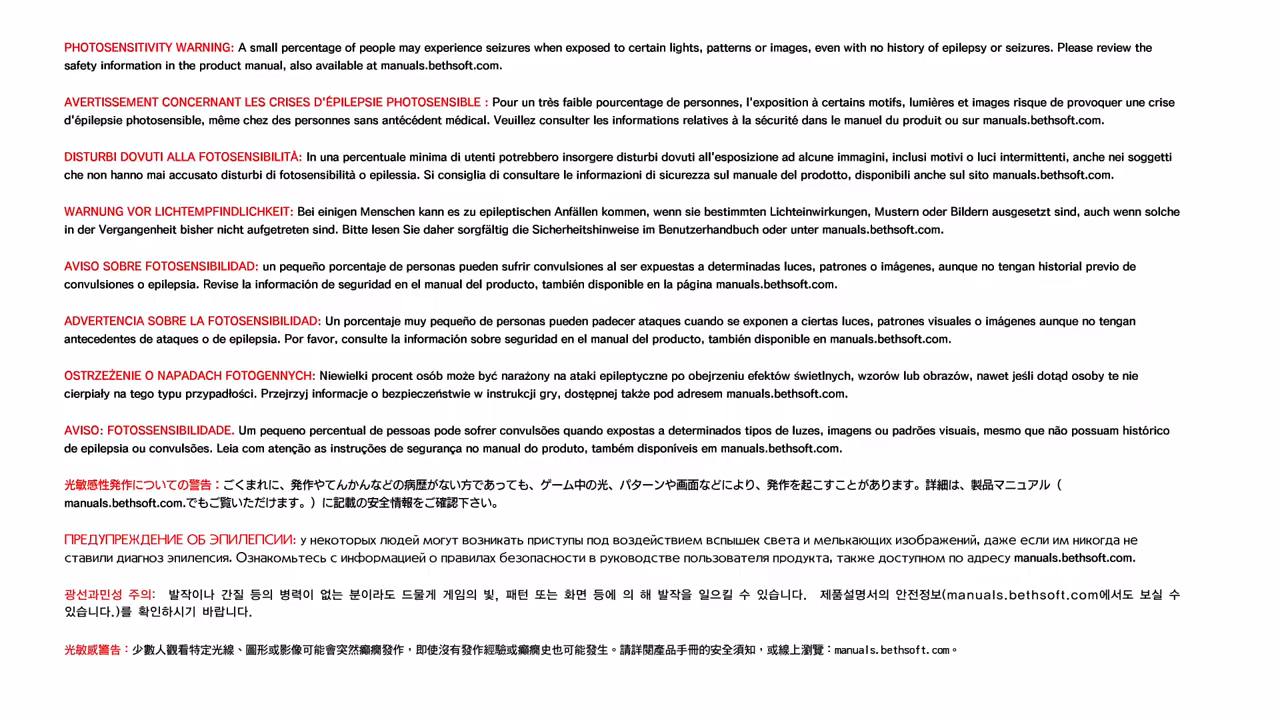 PHOTOSENSITIVITY WARNING: A small percentage of people may experience seizures when exposed to certain lights, patterns or images, even with no history of epilepsy or seizures. Please review the
safety information in the product manual, also available at manuals.bethsoft.com.
AVERTISSEMENT CONCERNANT LES CRISES D'ÉPILEPSIE PHOTOSENSIBLE : Pour un très faible pourcentage de personnes, l'exposition à certains motifs, lumières et images risque de provoquer une crise
d'épilepsie photosensible, même chez des personnes sans antécédent médical. Veuillez consulter les informations relatives à la sécurité dans le manuel du produit ou sur manuals.bethsoft.com.
DISTURBI DOVUTI ALLA FOTOSENSIBILITÀ: In una percentuale minima di utenti potrebbero insorgere disturbi dovuti all'esposizione ad alcune immagini, inclusi motivi o luci intermittenti, anche nei soggetti
che non hanno mai accusato disturbi di fotosensibilità o epilessia. Si consiglia di consultare le informazioni di sicurezza sul manuale del prodotto, disponibili anche sul sito manuals.bethsoft.com.
WARNUNG VOR LICHTEMPFINDLICHKEIT: Bei einigen Menschen kann es zu epileptischen Anfällen kommen, wenn sie bestimmten Lichteinwirkungen, Mustern oder Bildern ausgesetzt sind, auch wenn solche
in der Vergangenheit bisher nicht aufgetreten sind. Bitte lesen Sie daher sorgfältig die Sicherheitshinweise im Benutzerhandbuch oder unter manuals.bethsoft.com.
AVISO SOBRE FOTOSENSIBILIDAD: un pequeño porcentaje de personas pueden sufrir convulsiones al ser expuestas a determinadas luces, patrones o imágenes, aunque no tengan historial previo de
convulsiones o epilepsia. Revise la información de seguridad en el manual del producto, también disponible en la página manuals.bethsoft.com.
ADVERTENCIA SOBRE LA FOTOSENSIBILIDAD: Un porcentaje muy pequeño de personas pueden padecer ataques cuando se exponen a ciertas luces, patrones visuales o imágenes aunque no tengan
antecedentes de ataques o de epilepsia. Por favor, consulte la información sobre seguridad en el manual del producto, también disponible en manuals.bethsoft.com.
OSTRZEŻENIE O NAPADACH FOTOGENNYCH: Niewielki procent osób może być narażony na ataki epileptyczne po obejrzeniu efektów świetlnych, wzorów lub obrazów, nawet jeśli dotąd osoby te nie
cierpiały na tego typu przypadłości. Przejrzyj informacje o bezpieczeństwie w instrukcji gry, dostępnej także pod adresem manuals.bethsoft.com.
AVISO: FOTOSSENSIBILIDADE. Um pequeno percentual de pessoas pode sofrer convulsões quando expostas a determinados tipos de luzes, imagens ou padrões visuais, mesmo que não possuam histórico
de epilepsia ou convulsões. Leia com atenção as instruções de segurança no manual do produto, também disponíveis em manuals.bethsoft.com.
光敏感性発作についての警告：ごくまれに、発作やてんかんなどの病歴がない方であっても、ゲーム中の光、パターンや画面などにより、発作を起こすことがあります。詳細は、製品マニュアル（
manuals.bethsoft.com.でもご覧いただけます。）に記載の安全情報をご確認下さい。
ПРЕДУПРЕЖДЕНИЕ ОБ ЭПИЛЕПСИИ: у некоторых людей могут возникать приступы под воздействием вспышек света и мелькающих изображений, даже если им никогда не
ставили диагноз эпилепсия. Ознакомьтесь с информацией о правилах безопасности в руководстве пользователя продукта, также доступном по адресу manuals.bethsoft.com.
광선과민성 주의: 발작이나 간질 등의 병력이 없는 분이라도 드물게 게임의 빛, 패턴 또는 화면 등에 의 해 발작을 일으킬 수 있습니다. 제품설명서의 안전정보(manuals.bethsoft.com에서도 보실 수
있습니다.)를 확인하시기 바랍니다.
光敏感警告：少數人觀看特定光線、圖形或影像可能會突然癲癇發作，即使沒有發作經驗或癲癇史也可能發生。請詳閱產品手冊的安全須知，或線上瀏覽：manuals.bethsoft.com。